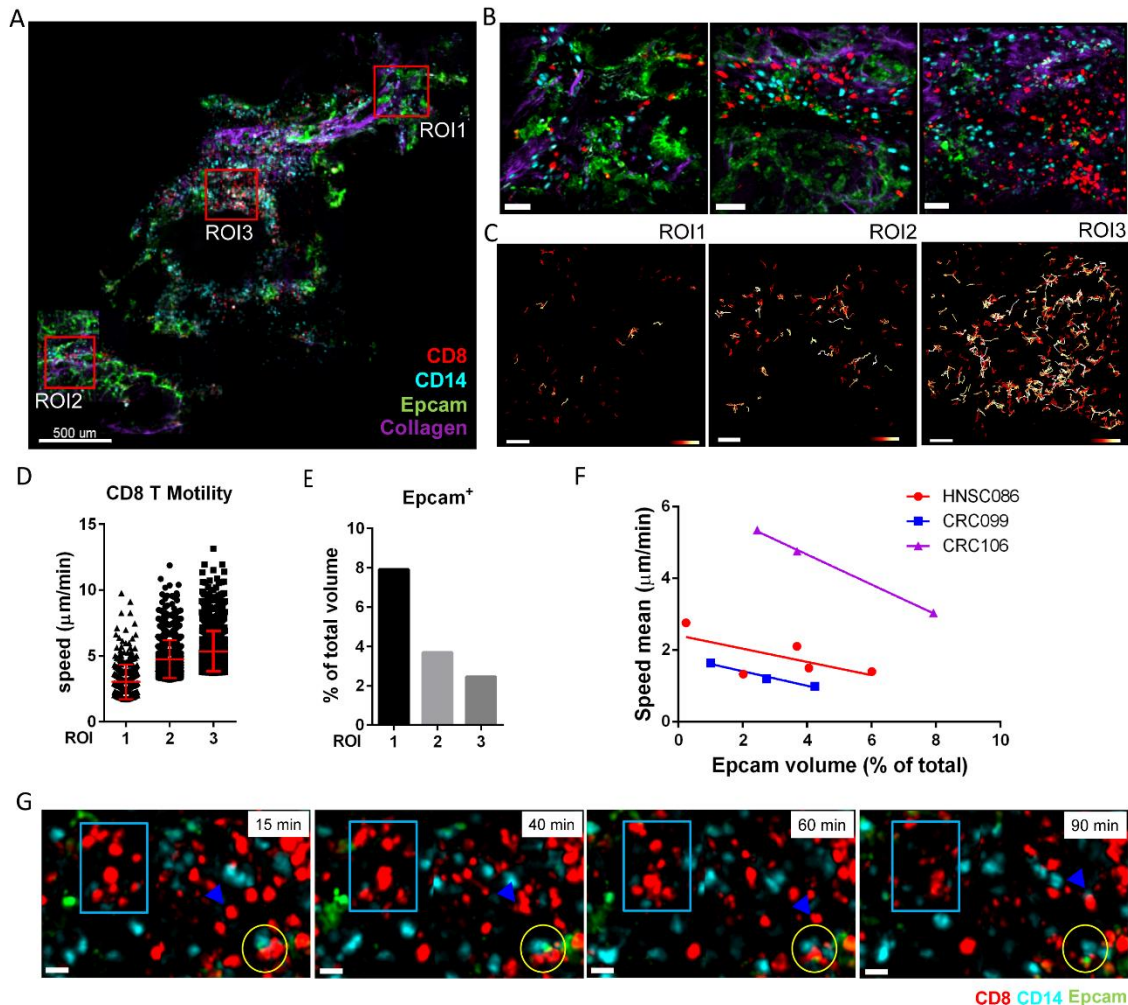 A
ROI1
ROI3
ROI2
500 um
CD8
CD14
Epcam
Collagen
B
C
ROI1
ROI2
ROI3
D
CD8 T Motility
speed (μm/min)
15
10
5
0
ROI 1 2 3
E
Epcam+
% of total volume
10
8
6
4
2
0
ROI 1 2 3
F
HNSC086
CRC099
CRC106
Speed mean (μm/min)
6
4
2
0
0 2 4 6 8 10
Epcam volume (% of total)
G
15 min
40 min
60 min
90 min
CD8 CD14 Epcam